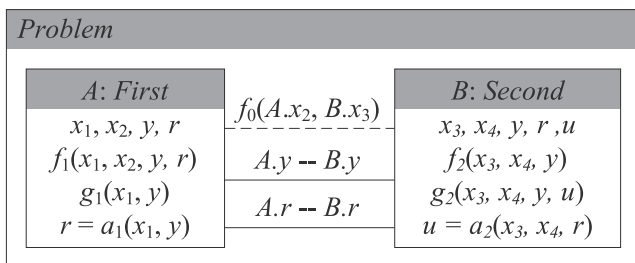 Problem
A: First
x₁, x₂, y, r
f₁(x₁, x₂, y, r)
g₁(x₁, y)
r = a₁(x₁, y)
f₀(A.x₂, B.x₃)
A.y -- B.y
A.r -- B.r
B: Second
x₃, x₄, y, r ,u
f₂(x₃, x₄, y)
g₂(x₃, x₄, y, u)
u = a₂(x₃, x₄, r)